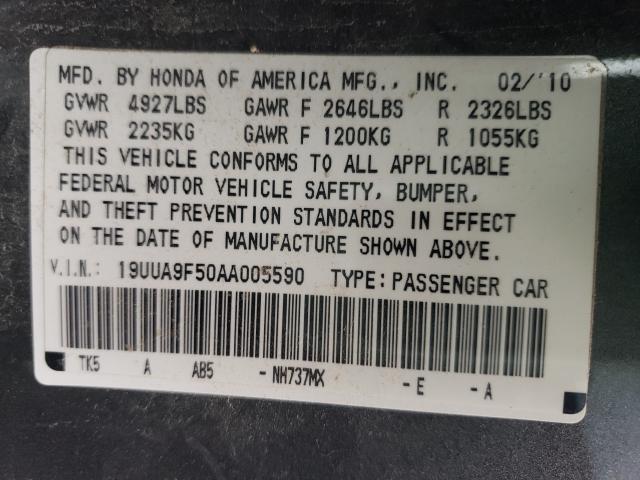 MFD. BY HONDA OF AMERICA MFG., INC. 02/'10
GVWR 4927LBS GAWR F 2646LBS R 2326LBS
GVWR 2235KG GAWR F 1200KG R 1055KG
THIS VEHICLE CONFORMS TO ALL APPLICABLE
FEDERAL MOTOR VEHICLE SAFETY, BUMPER,
AND THEFT PREVENTION STANDARDS IN EFFECT
ON THE DATE OF MANUFACTURE SHOWN ABOVE.
V.I.N.: 19UUA9F50AA005590 TYPE: PASSENGER CAR
TK5 A AB5 - NH737MX - E - A